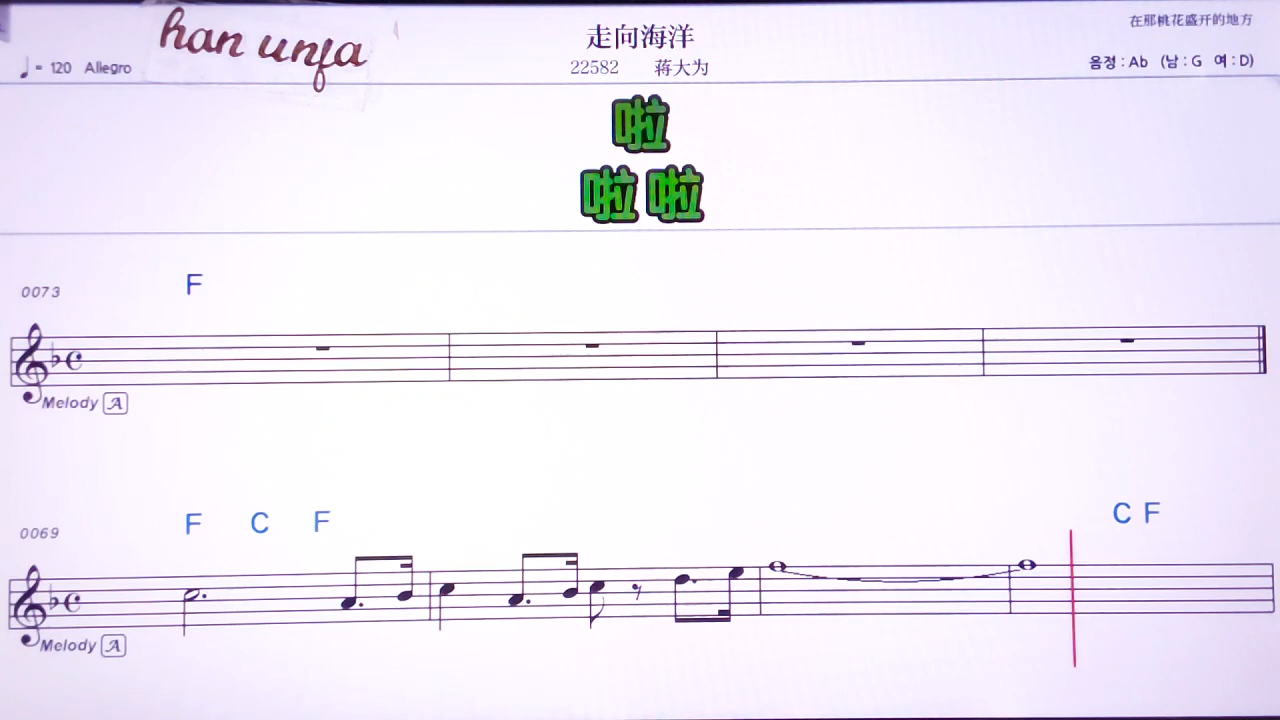 han unfa
走向海洋
在那桃花盛开的地方
♩= 120 Allegro
22582 蒋大为
음정 : Ab (남 : G 여 : D)
啦
啦啦
0073
F
Melody A
0069
F C F C F
Melody A